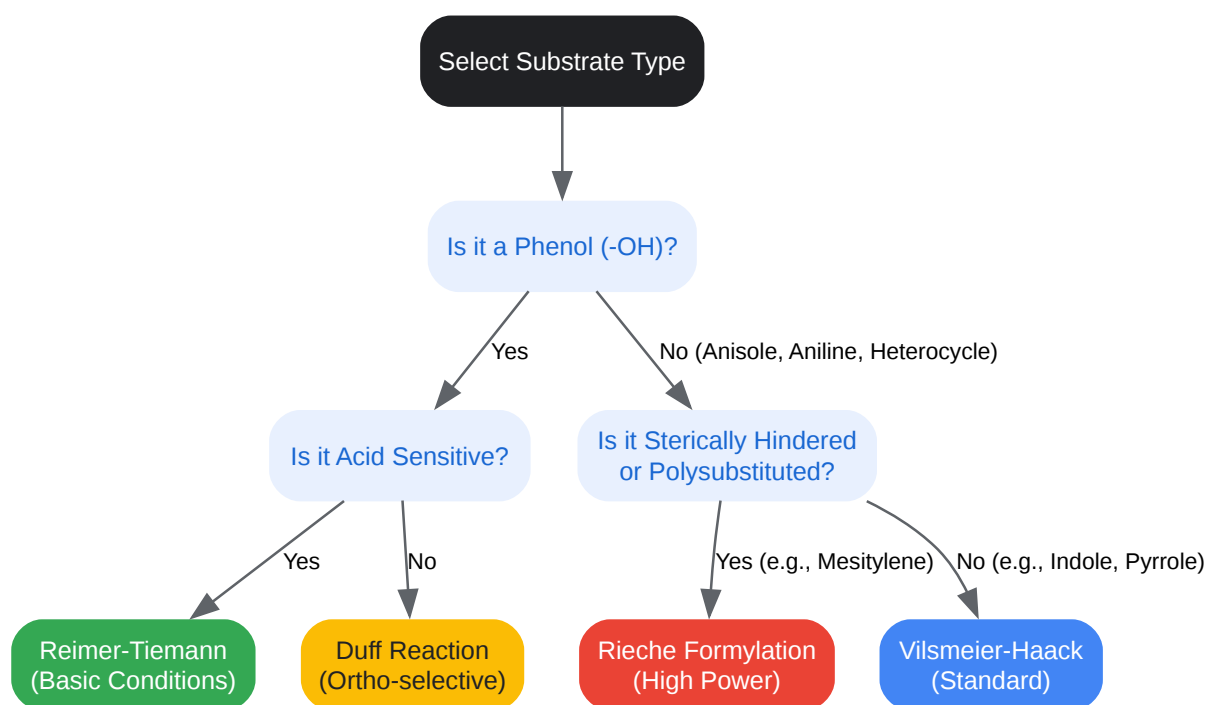 Select Substrate Type
Is it a Phenol (-OH)?
Yes
No (Anisole, Aniline, Heterocycle)
Is it Acid Sensitive?
Is it Sterically Hindered
or Polysubstituted?
Yes
No
Yes (e.g., Mesitylene)
No (e.g., Indole, Pyrrole)
Reimer-Tiemann
(Basic Conditions)
Duff Reaction
(Ortho-selective)
Rieche Formylation
(High Power)
Vilsmeier-Haack
(Standard)